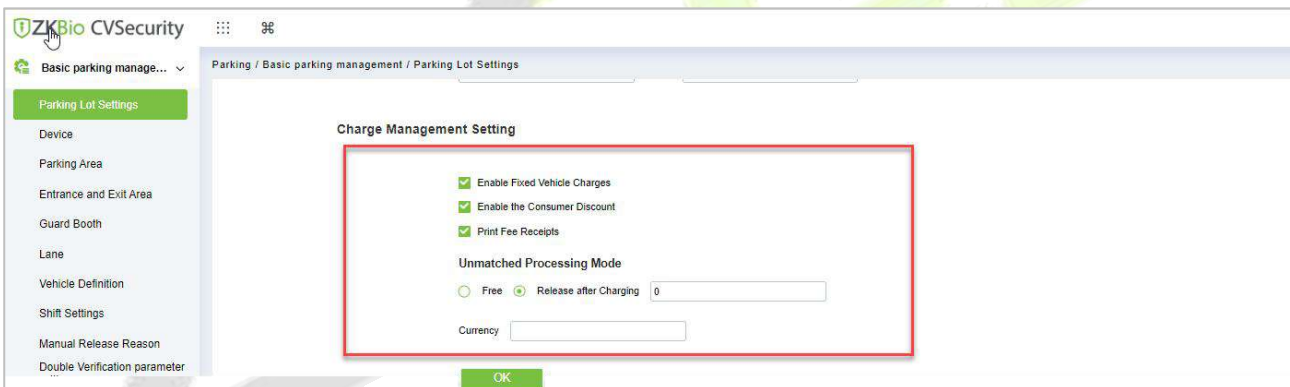 ZKBio CVSecurity
Basic parking manage...
Parking / Basic parking management / Parking Lot Settings
Parking Lot Settings
Device
Parking Area
Entrance and Exit Area
Guard Booth
Lane
Vehicle Definition
Shift Settings
Manual Release Reason
Double Verification parameter
Charge Management Setting
Enable Fixed Vehicle Charges
Enable the Consumer Discount
Print Fee Receipts
Unmatched Processing Mode
Free Release after Charging 0
Currency
OK